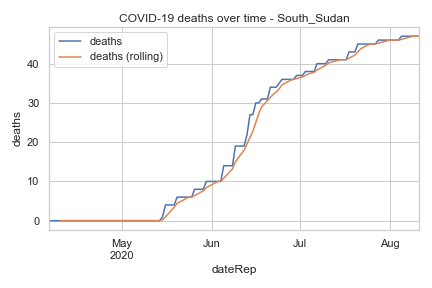 COVID-19 deaths over time - South_Sudan
deaths
deaths (rolling)
deaths
40
30
20
10
0
May
2020
Jun
Jul
Aug
dateRep